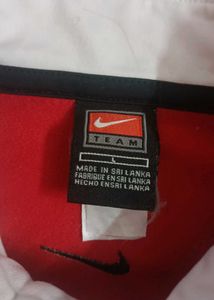 TEAM
L
MADE IN SRI LANKA
FABRIQUE EN SRI LANKA
HECHO EN SRI LANKA